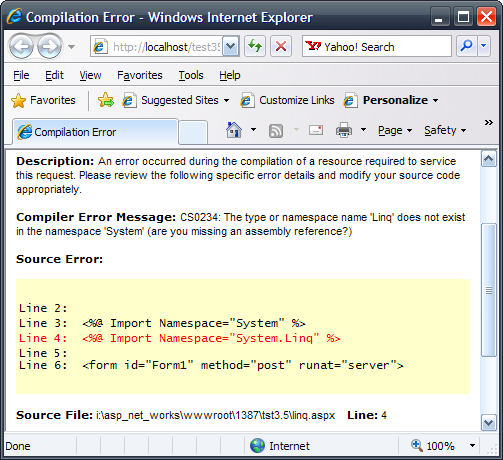 Compilation Error - Windows Internet Explorer
http://localhost/test35
Yahoo! Search
File Edit View Favorites Tools Help
Favorites Suggested Sites Customize Links Personalize
Compilation Error Page Safety
Description: An error occurred during the compilation of a resource required to service
this request. Please review the following specific error details and modify your source code
appropriately.
Compiler Error Message: CS0234: The type or namespace name 'Linq' does not exist
in the namespace 'System' (are you missing an assembly reference?)
Source Error:
Line 2:
Line 3: <%@ Import Namespace="System" %>
Line 4: <%@ Import Namespace="System.Linq" %>
Line 5:
Line 6: <form id="Form1" method="post" runat="server">
Source File: i:\asp_net_works\wwwroot\1387\tst3.5\linq.aspx Line: 4
Done Internet 100%